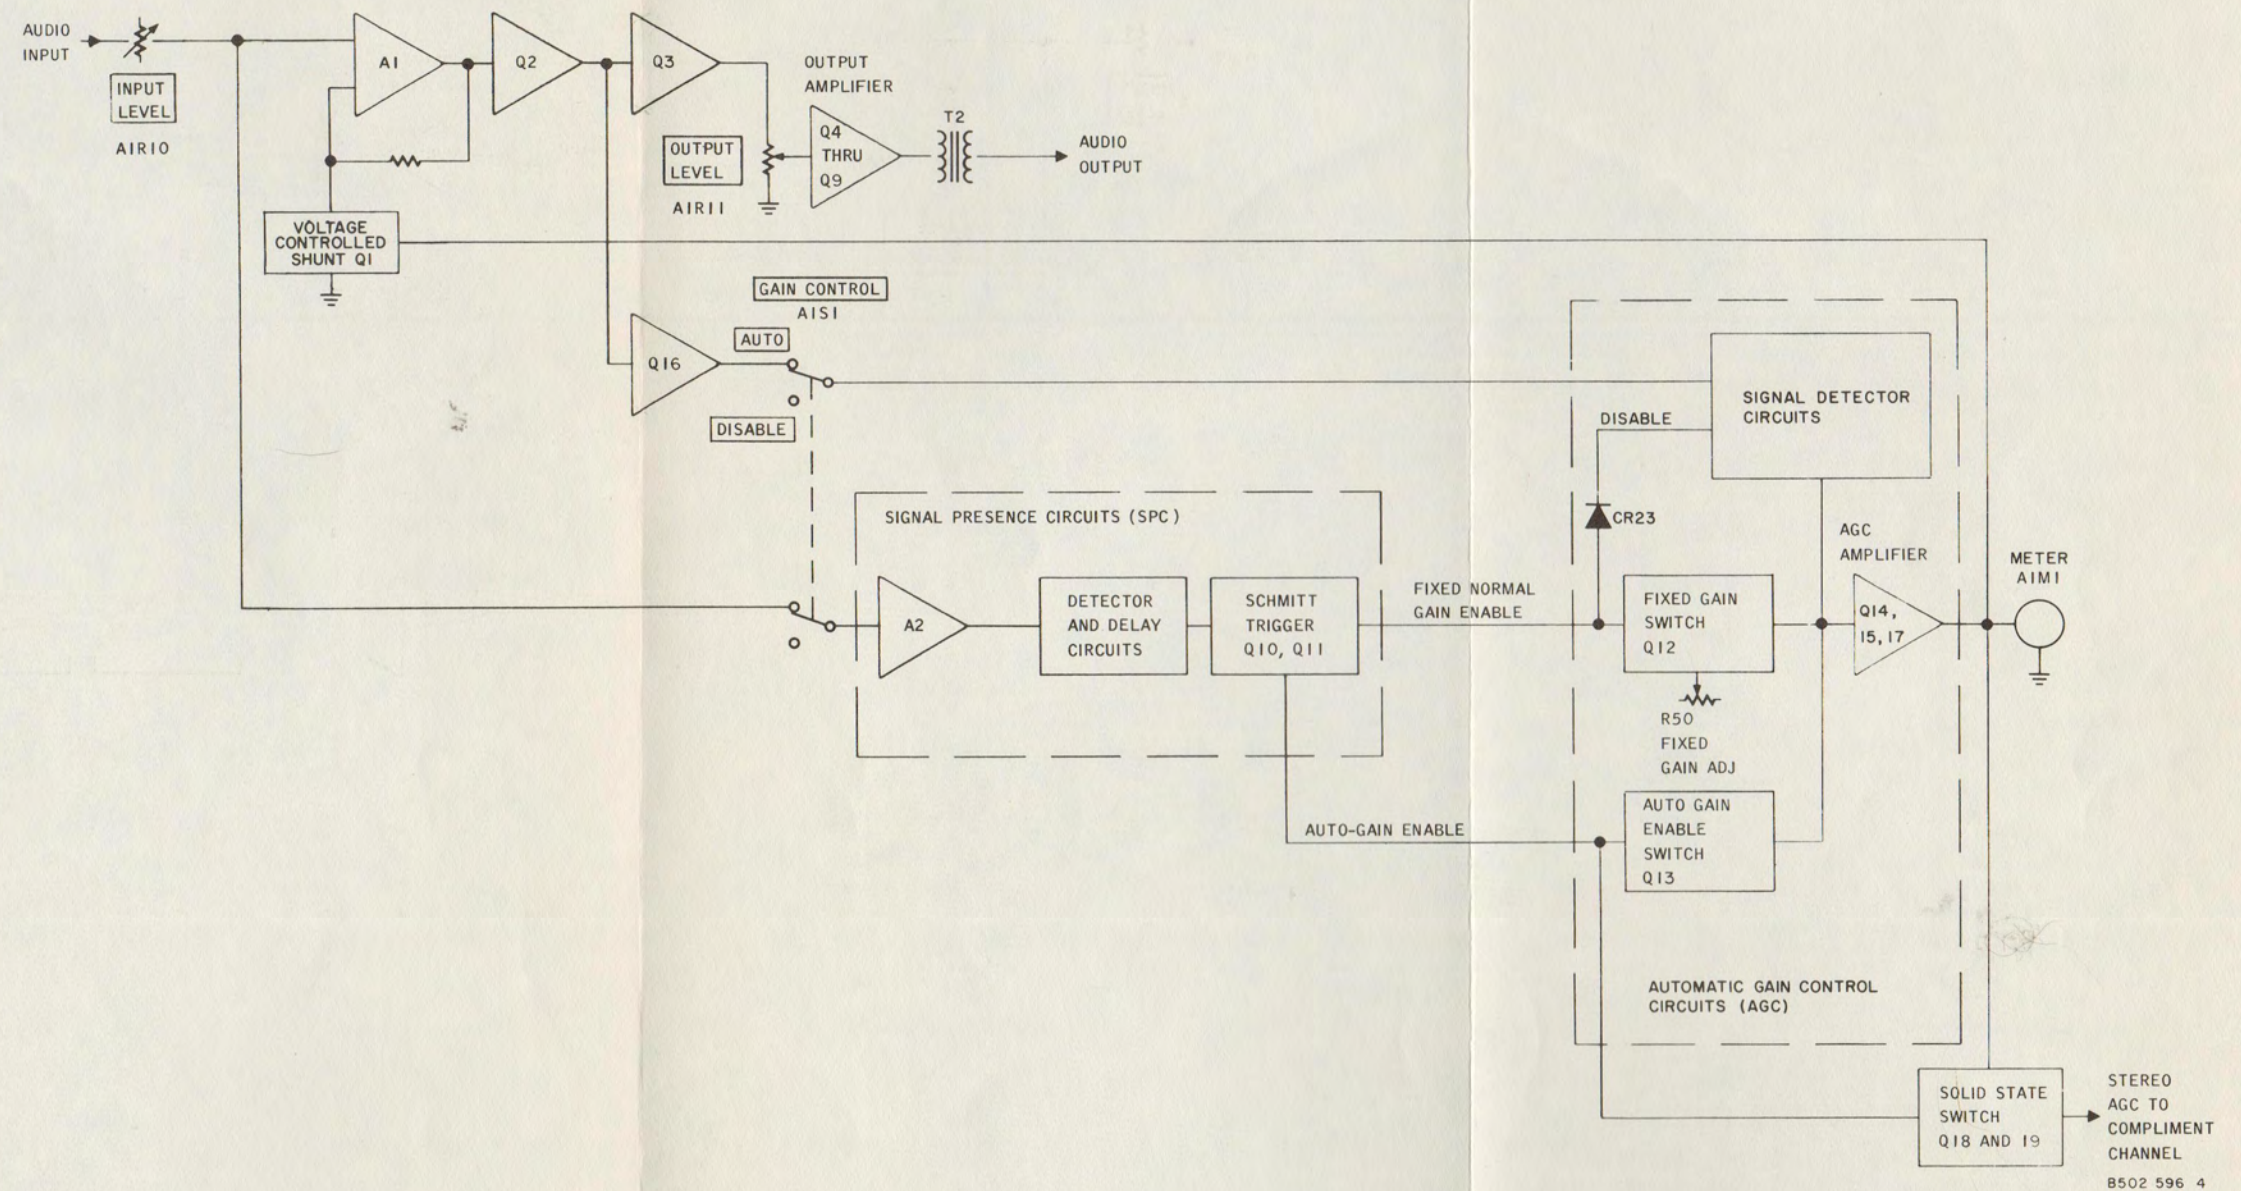 AUDIO
INPUT
INPUT
LEVEL
A1R10
A1
Q2
Q3
OUTPUT
LEVEL
A1R11
OUTPUT
AMPLIFIER
Q4
THRU
Q9
T2
AUDIO
OUTPUT
VOLTAGE
CONTROLLED
SHUNT Q1
GAIN CONTROL
A1S1
AUTO
Q16
DISABLE
SIGNAL DETECTOR
CIRCUITS
DISABLE
CR23
SIGNAL PRESENCE CIRCUITS (SPC)
A2
DETECTOR
AND DELAY
CIRCUITS
SCHMITT
TRIGGER
Q10, Q11
FIXED NORMAL
GAIN ENABLE
FIXED GAIN
SWITCH
Q12
AGC
AMPLIFIER
Q14,
15, 17
METER
A1M1
R50
FIXED
GAIN ADJ
AUTO-GAIN ENABLE
AUTO GAIN
ENABLE
SWITCH
Q13
AUTOMATIC GAIN CONTROL
CIRCUITS (AGC)
SOLID STATE
SWITCH
Q18 AND 19
STEREO
AGC TO
COMPLIMENT
CHANNEL
B502 596 4